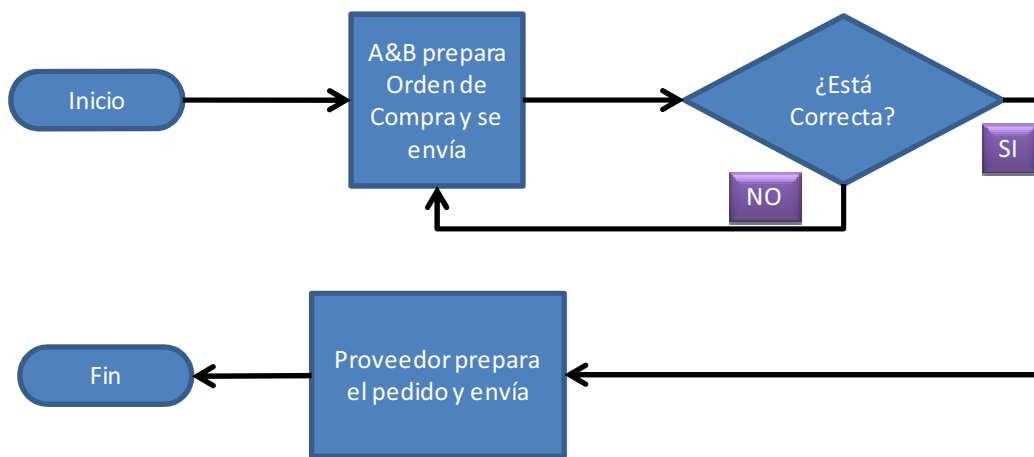 Inicio
A&B prepara
Orden de
Compra y se
envía
¿Está
Correcta?
SI
NO
Proveedor prepara
el pedido y envía
Fin